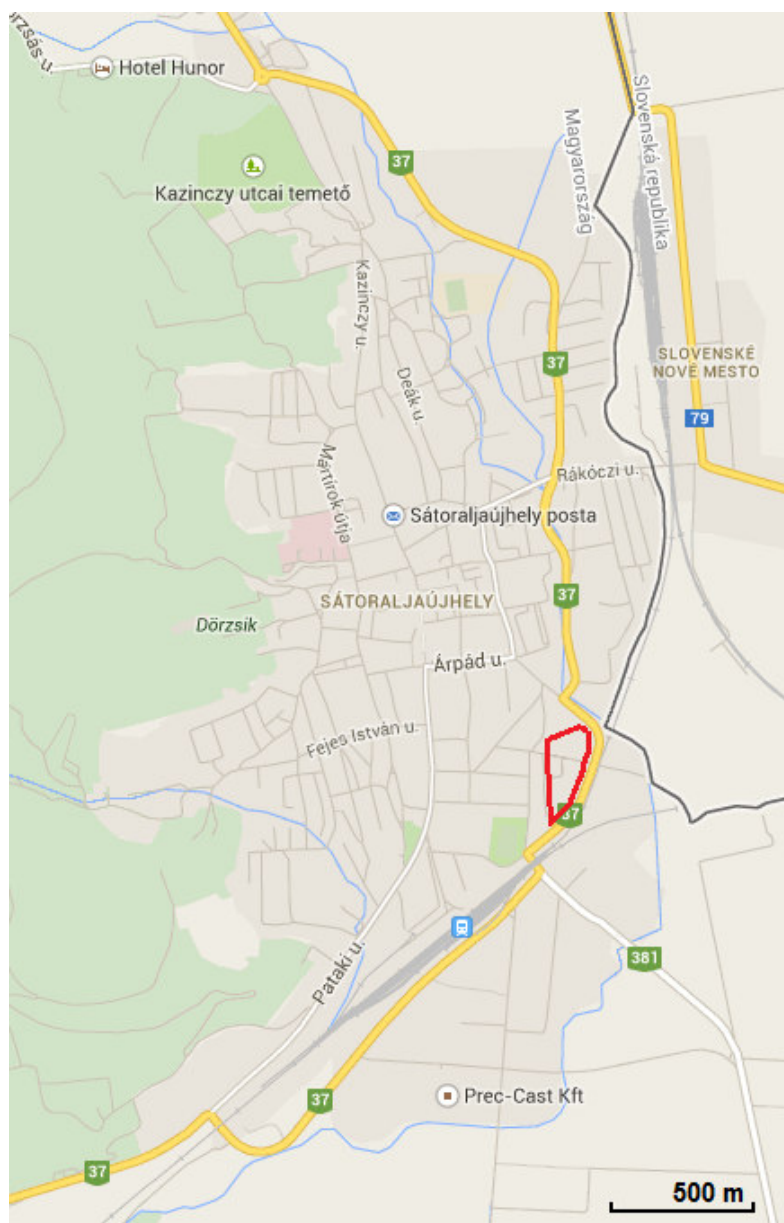 örzsás u.
Hotel Hunor
Kazinczy utcai temető
37
Magyarország
Slovenská republika
Kazinczy u.
Deák u.
37
SLOVENSKÉ
NOVÉ MESTO
79
Mártírok útja
Rákóczi u.
Sátoraljaújhely posta
37
SÁTORALJAÚJHELY
Dörzsik
Árpád u.
Fejes István u.
37
381
Pataki u.
37
Prec-Cast Kft
37
500 m